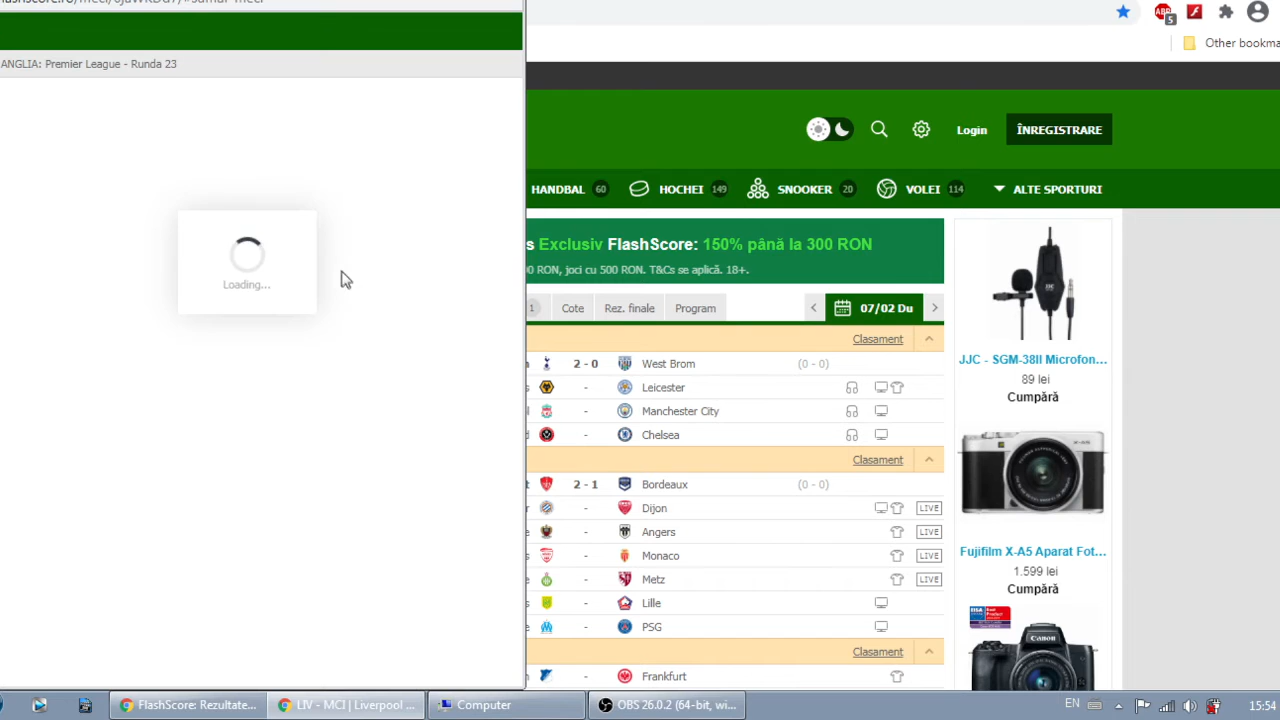 ANGLIA: Premier League - Runda 23
Loading...
5
Other bookma
Login
ÎNREGISTRARE
HANDBAL 60
HOCHEI 149
SNOOKER 20
VOLEI 114
ALTE SPORTURI
s Exclusiv FlashScore: 150% până la 300 RON
0 RON, joci cu 500 RON. T&Cs se aplică. 18+.
1
Cote
Rez. finale
Program
07/02 Du
Clasament
2 - 0 West Brom (0 - 0)
- Leicester
- Manchester City
- Chelsea
Clasament
2 - 1 Bordeaux (0 - 0)
- Dijon LIVE
- Angers LIVE
- Monaco LIVE
- Metz LIVE
- Lille
- PSG
Clasament
- Frankfurt
JJC - SGM-38II Microfon...
89 lei
Cumpără
Fujifilm X-A5 Aparat Fot...
1.599 lei
Cumpără
Canon
FlashScore: Rezultate...
LIV - MCI | Liverpool ...
Computer
OBS 26.0.2 (64-bit, wi...
EN
15:54